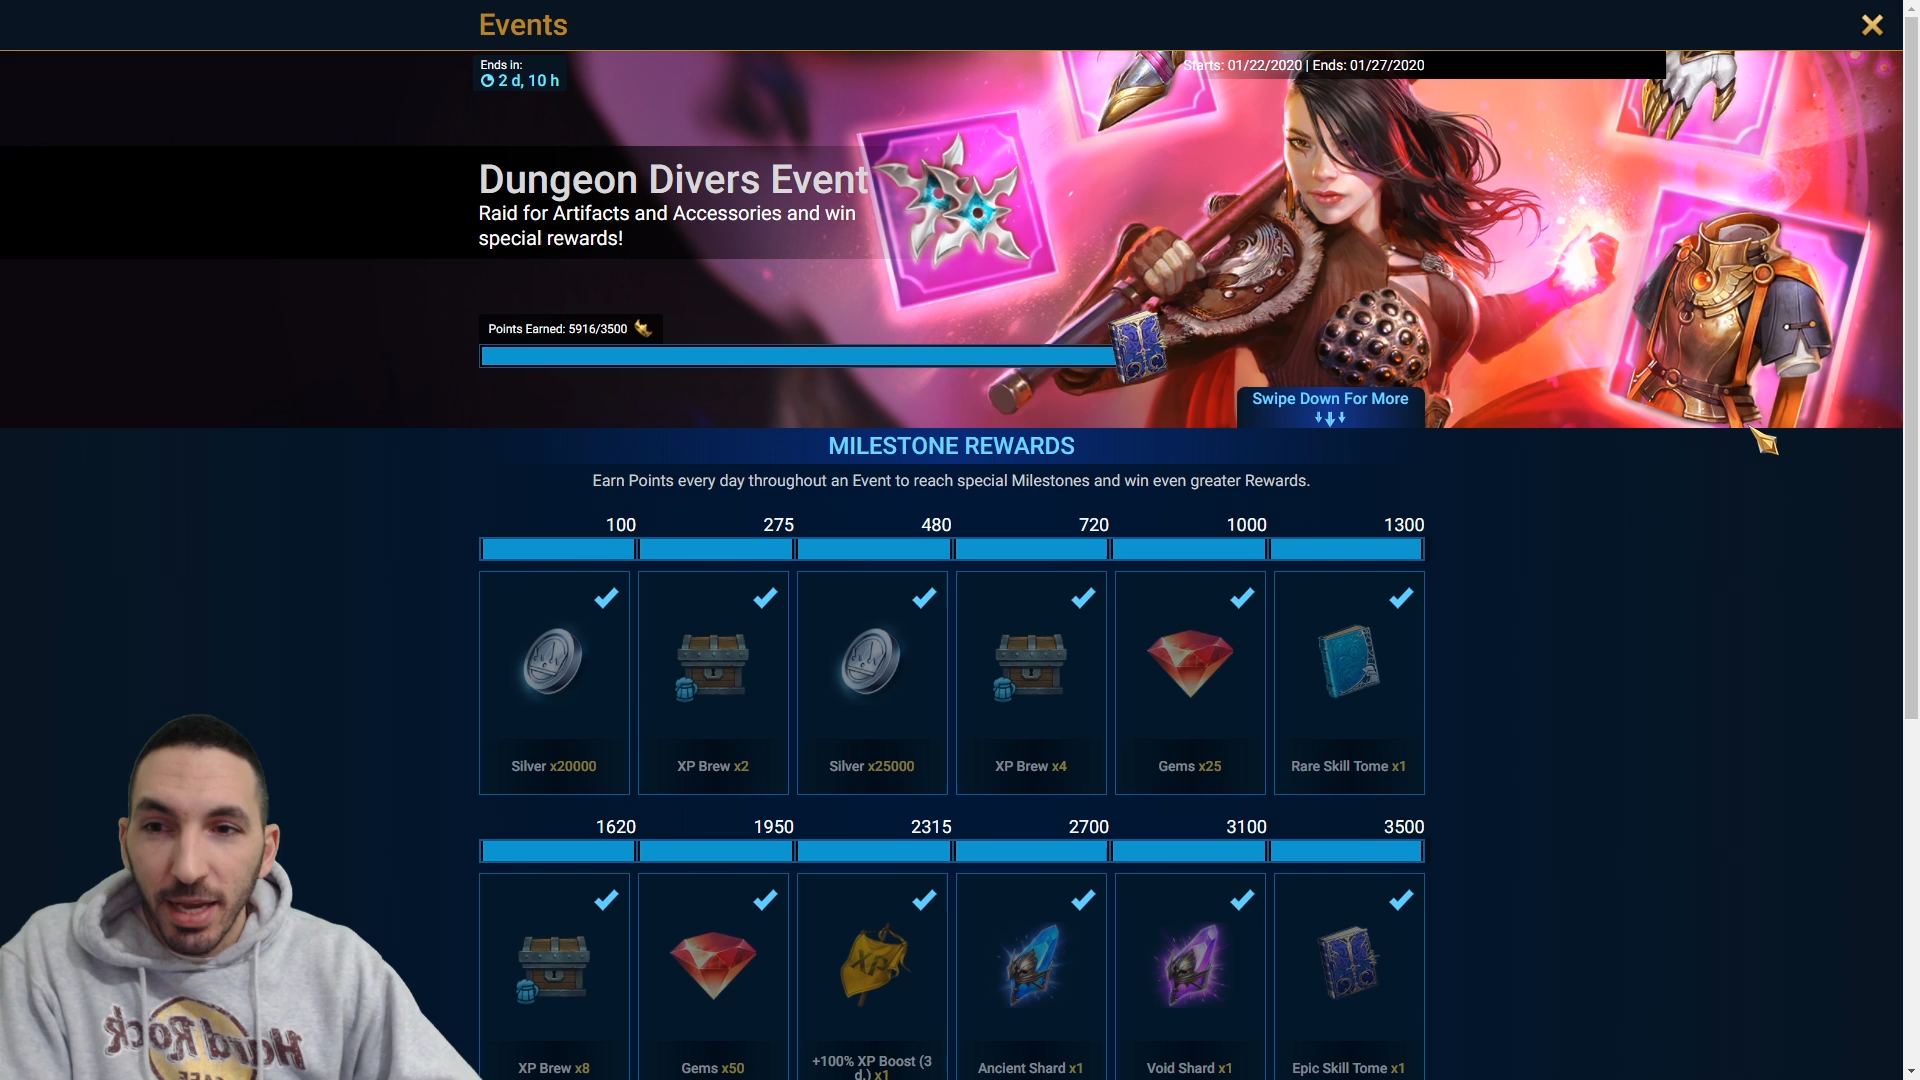 Events
Ends in:
2 d, 10 h
Starts: 01/22/2020 | Ends: 01/27/2020
Dungeon Divers Event
Raid for Artifacts and Accessories and win
special rewards!
Points Earned: 5916/3500
Swipe Down For More
MILESTONE REWARDS
Earn Points every day throughout an Event to reach special Milestones and win even greater Rewards.
100 275 480 720 1000 1300
Silver x20000 XP Brew x2 Silver x25000 XP Brew x4 Gems x25 Rare Skill Tome x1
1620 1950 2315 2700 3100 3500
XP
XP Brew x8 Gems x50 +100% XP Boost (3 d.) x1 Ancient Shard x1 Void Shard x1 Epic Skill Tome x1
Hard Rock
CAFE